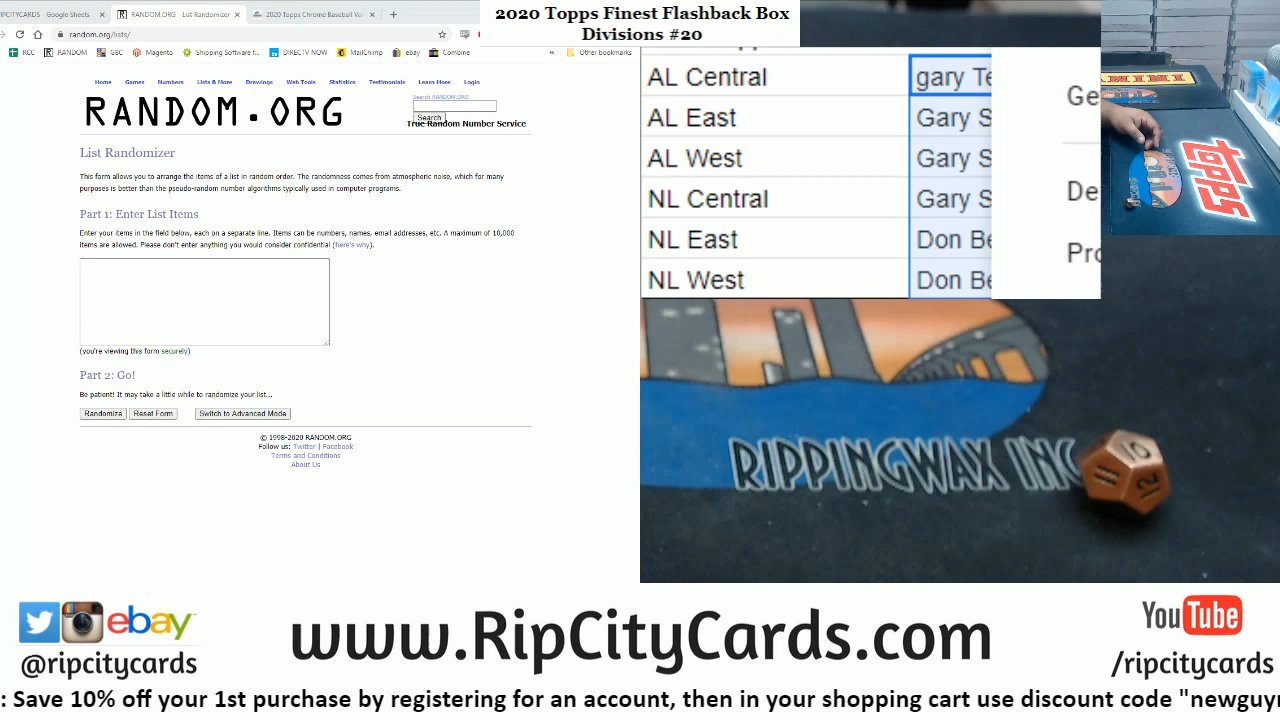 RIPCITYCARDS - Google Sheets
RANDOM.ORG - List Randomizer
2020 Topps Chrome Baseball Va
random.org/lists/
RCC
RANDOM
GBC
Magento
Shipping Software f...
DIRECTV NOW
MailChimp
ebay
Combine
»
Other bookmarks
Home
Games
Numbers
Lists & More
Drawings
Web Tools
Statistics
Testimonials
Learn More
Login
RANDOM.ORG
Search RANDOM.ORG
Search
True Random Number Service
List Randomizer
This form allows you to arrange the items of a list in random order. The randomness comes from atmospheric noise, which for many
purposes is better than the pseudo-random number algorithms typically used in computer programs.
Part 1: Enter List Items
Enter your items in the field below, each on a separate line. Items can be numbers, names, email addresses, etc. A maximum of 10,000
items are allowed. Please don't enter anything you would consider confidential (here's why).
(you're viewing this form securely)
Part 2: Go!
Be patient! It may take a little while to randomize your list...
Randomize
Reset Form
Switch to Advanced Mode
© 1998-2020 RANDOM.ORG
Follow us: Twitter | Facebook
Terms and Conditions
About Us
2020 Topps Finest Flashback Box
Divisions #20
AL Central gary Te
AL East Gary S
AL West Gary S
NL Central Gary S
NL East Don Be
NL West Don Be
Ge
De
Pro
topps
RIPPINGWAX INC
10
11
12
ebay
@ripcitycards
www.RipCityCards.com
YouTube
/ripcitycards
: Save 10% off your 1st purchase by registering for an account, then in your shopping cart use discount code "newguy